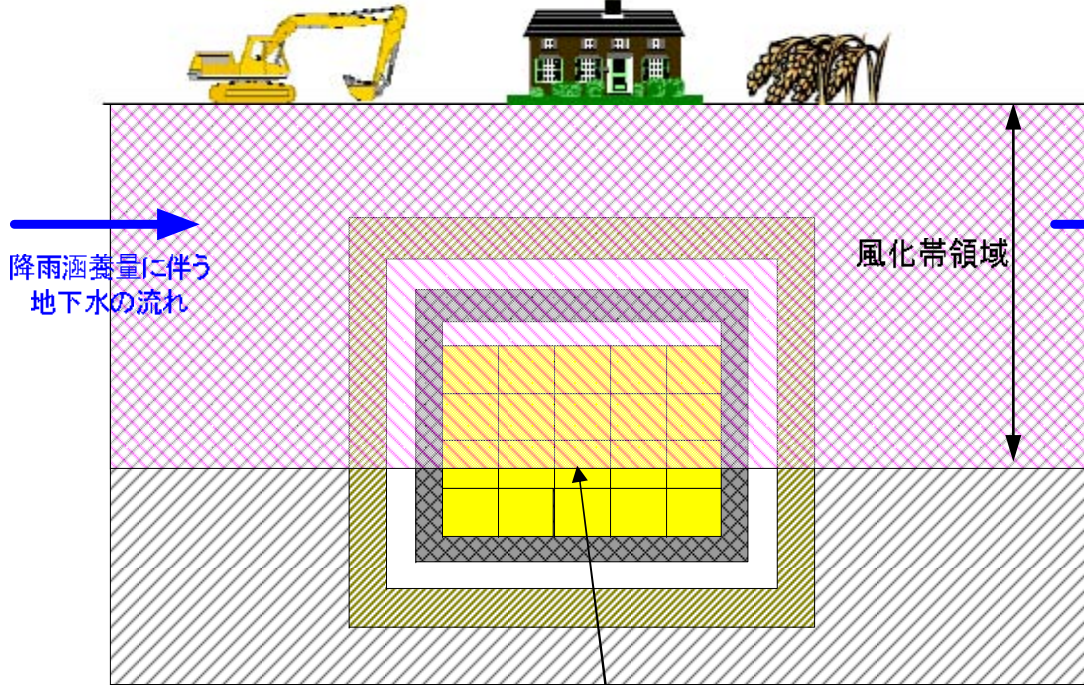 降雨涵養量に伴う
地下水の流れ
風化帯領域